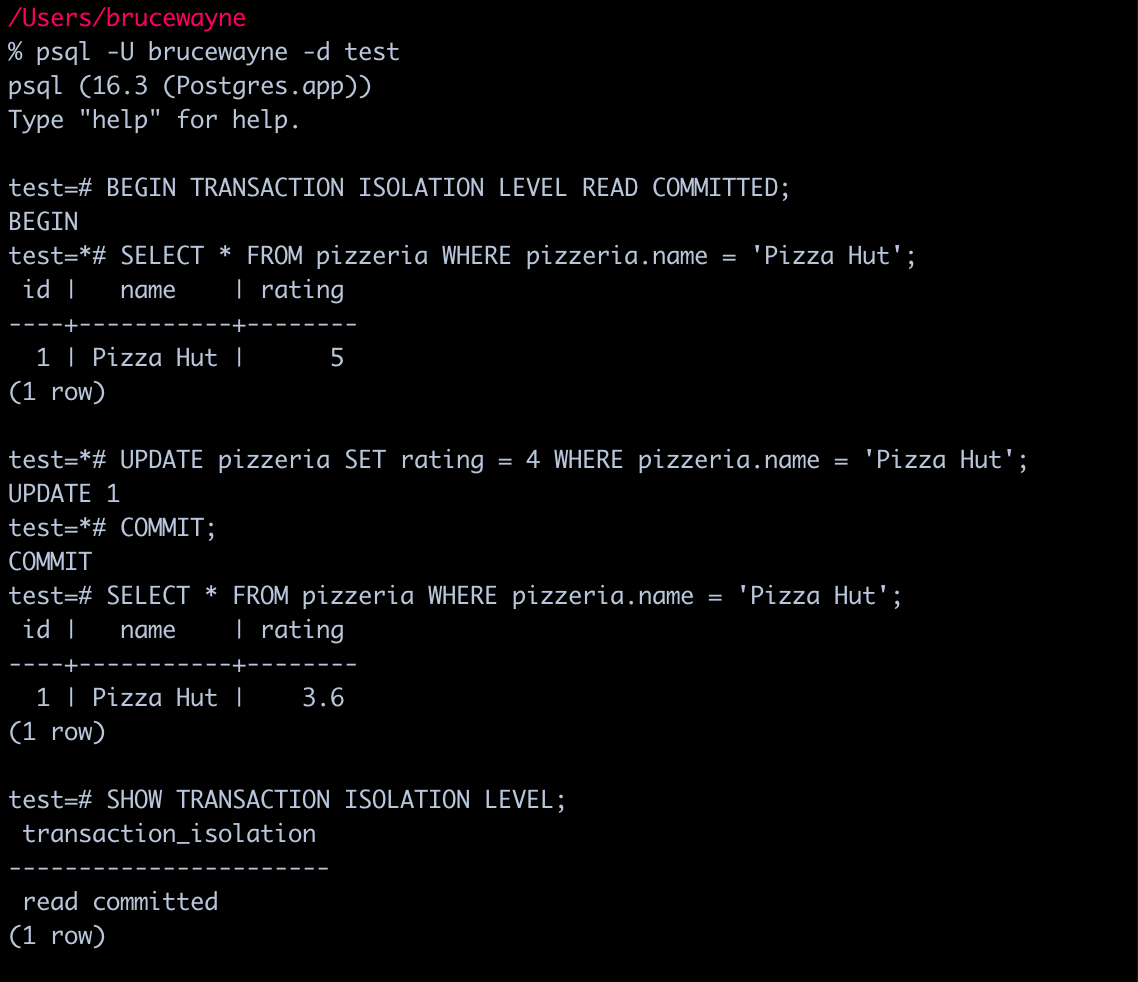 /Users/brucewayne
% psql -U brucewayne -d test
psql (16.3 (Postgres.app))
Type "help" for help.

test=# BEGIN TRANSACTION ISOLATION LEVEL READ COMMITTED;
BEGIN
test=*# SELECT * FROM pizzeria WHERE pizzeria.name = 'Pizza Hut';
 id |   name    | rating
----+-----------+--------
  1 | Pizza Hut |      5
(1 row)

test=*# UPDATE pizzeria SET rating = 4 WHERE pizzeria.name = 'Pizza Hut';
UPDATE 1
test=*# COMMIT;
COMMIT
test=# SELECT * FROM pizzeria WHERE pizzeria.name = 'Pizza Hut';
 id |   name    | rating
----+-----------+--------
  1 | Pizza Hut |    3.6
(1 row)

test=# SHOW TRANSACTION ISOLATION LEVEL;
 transaction_isolation
-----------------------
 read committed
(1 row)